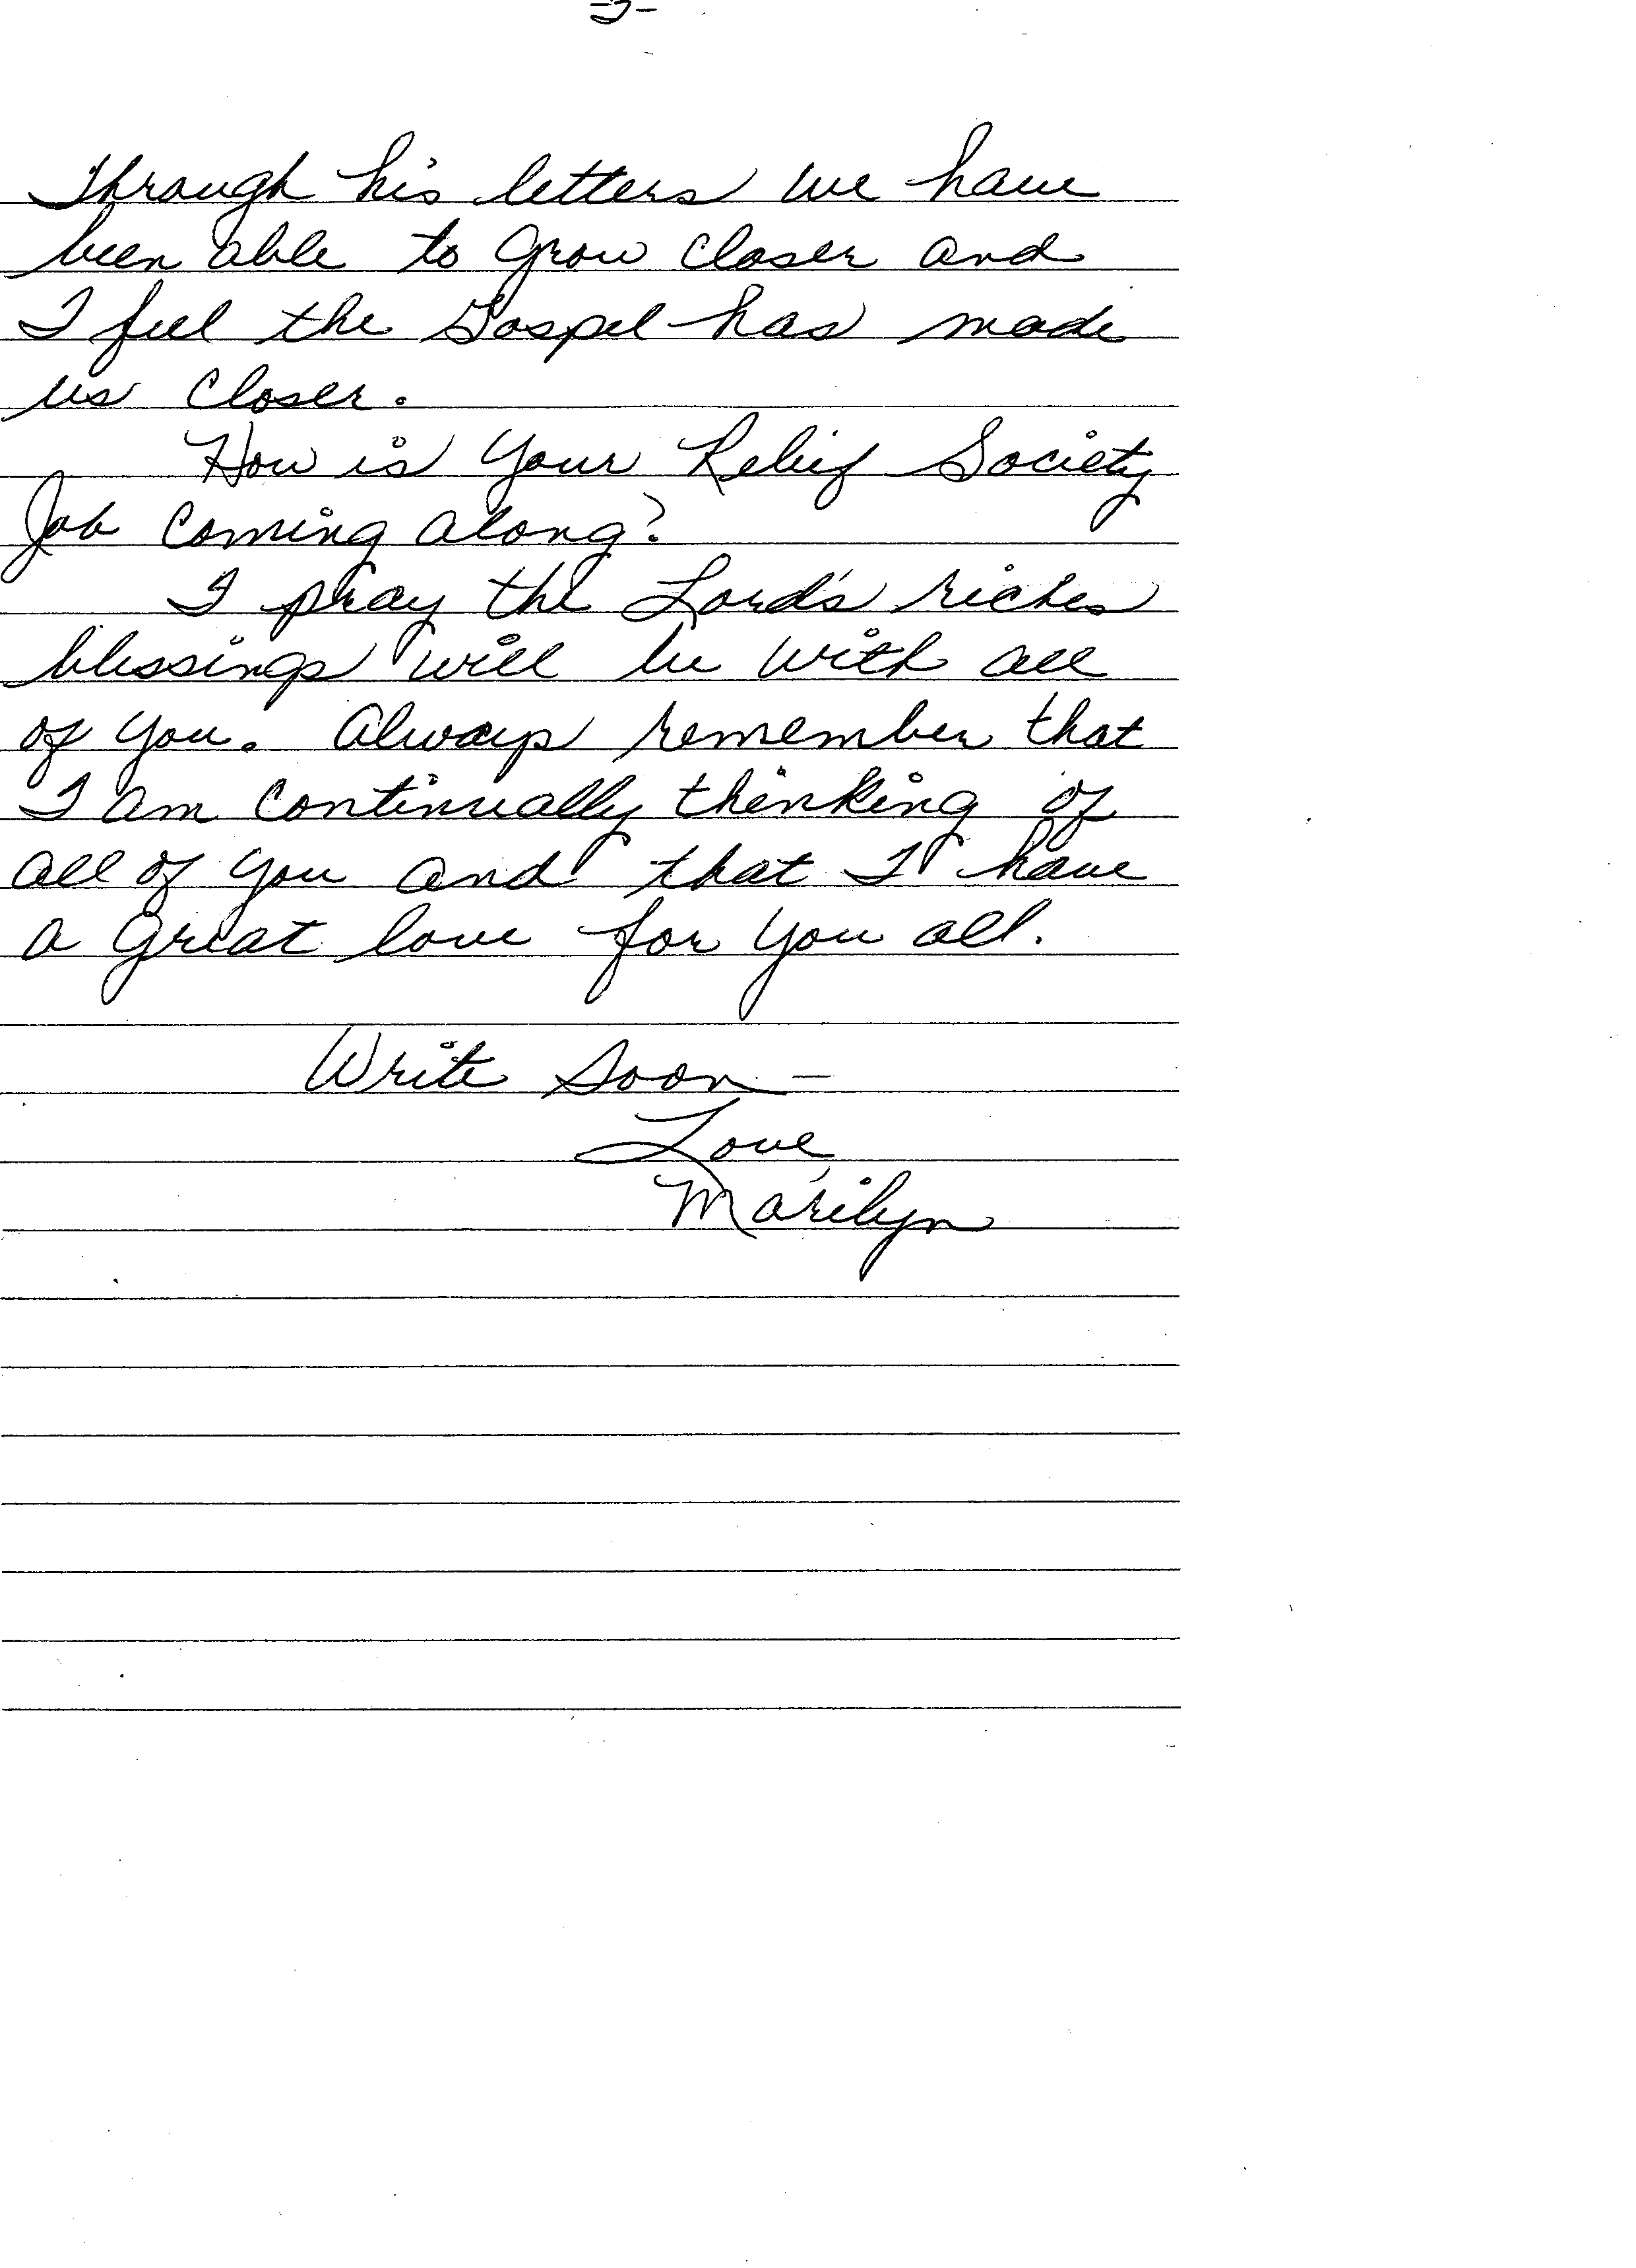 Through his letters we have
been able to grow closer and
I feel the Gospel has made
us closer.
How is your Relief Society
Job coming along?
I pray the Lord's riches
blessings will be with all
of you. Always remember that
I am continually thinking of
all of you and that I have
a great love for you all.
Write Soon —
Love,
Marilyn